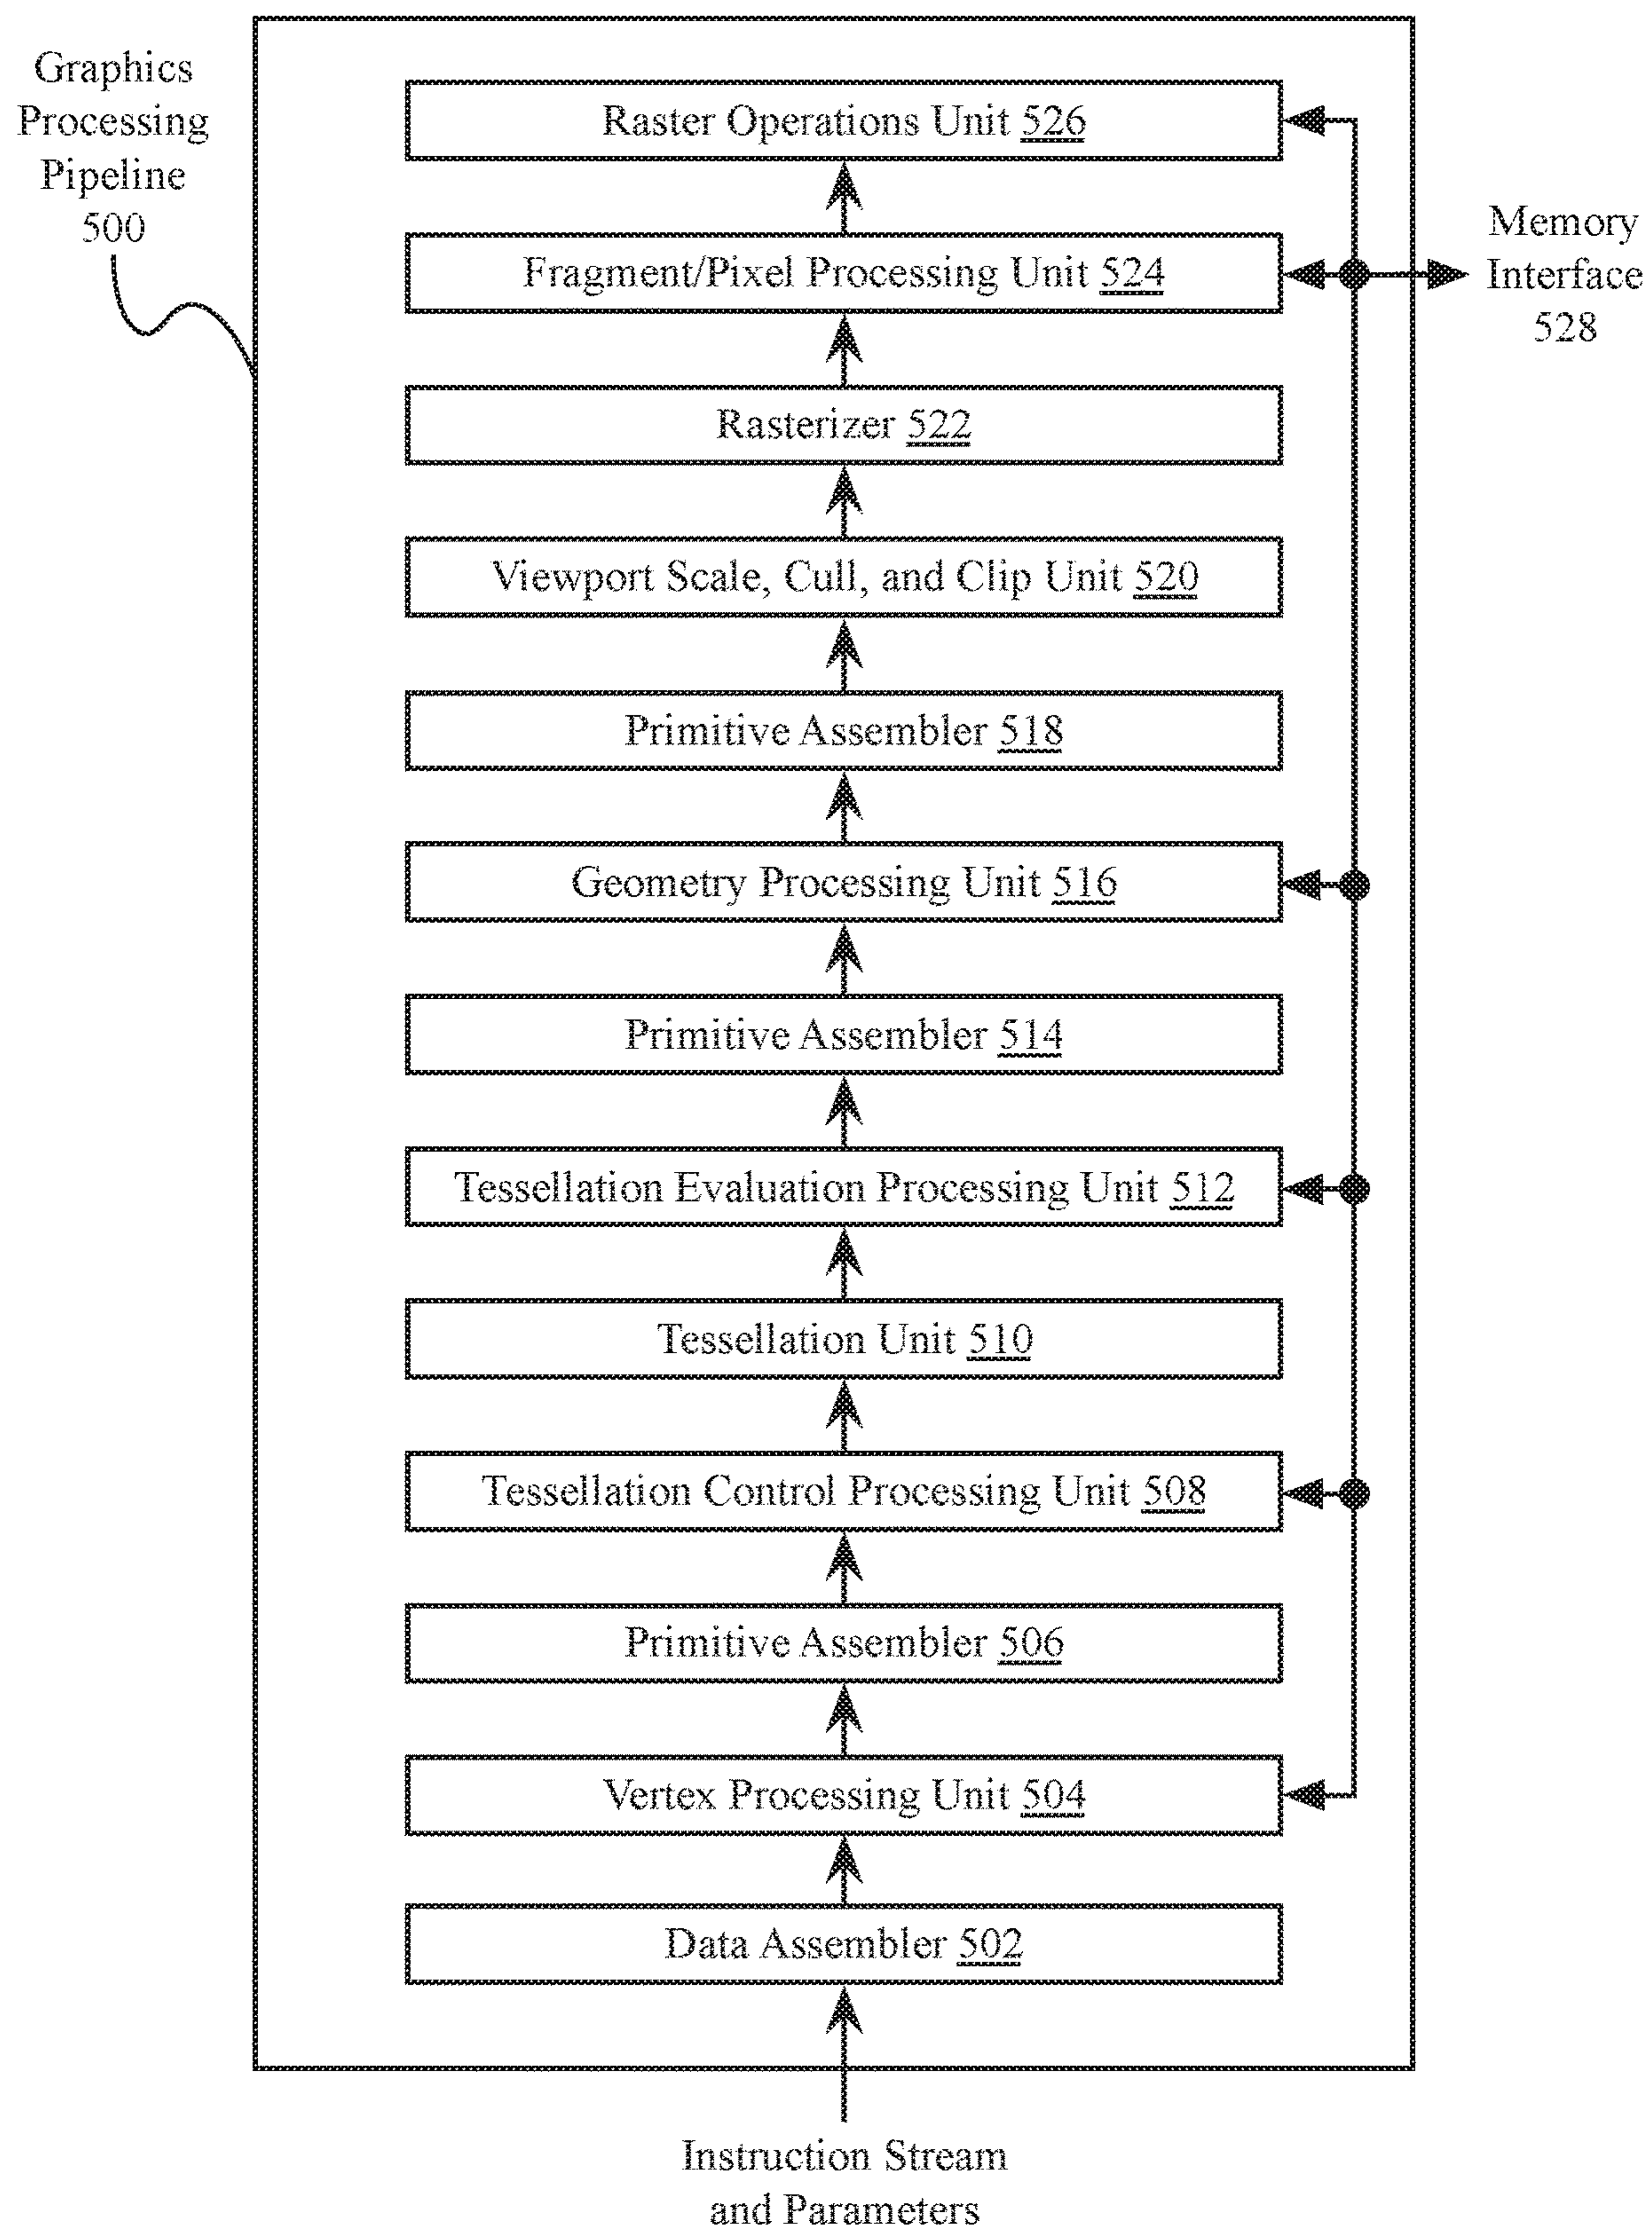 Graphics
Processing
Pipeline
500
Raster Operations Unit 526
Fragment/Pixel Processing Unit 524
Memory
Interface
528
Rasterizer 522
Viewport Scale, Cull, and Clip Unit 520
Primitive Assembler 518
Geometry Processing Unit 516
Primitive Assembler 514
Tessellation Evaluation Processing Unit 512
Tessellation Unit 510
Tessellation Control Processing Unit 508
Primitive Assembler 506
Vertex Processing Unit 504
Data Assembler 502
Instruction Stream
and Parameters